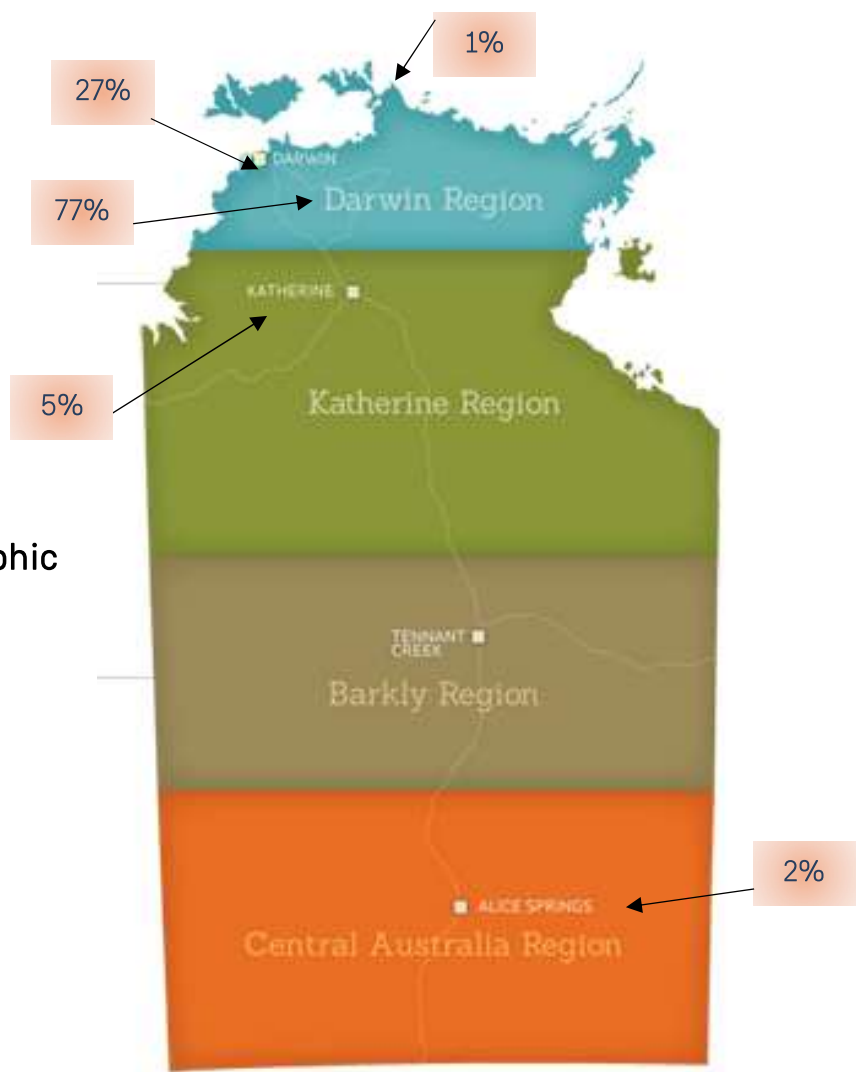 1%
27%
DARWIN
77%
Darwin Region
KATHERINE
5%
Katherine Region
phic
TENNANT
CREEK
Barkly Region
2%
ALICE SPRINGS
Central Australia Region